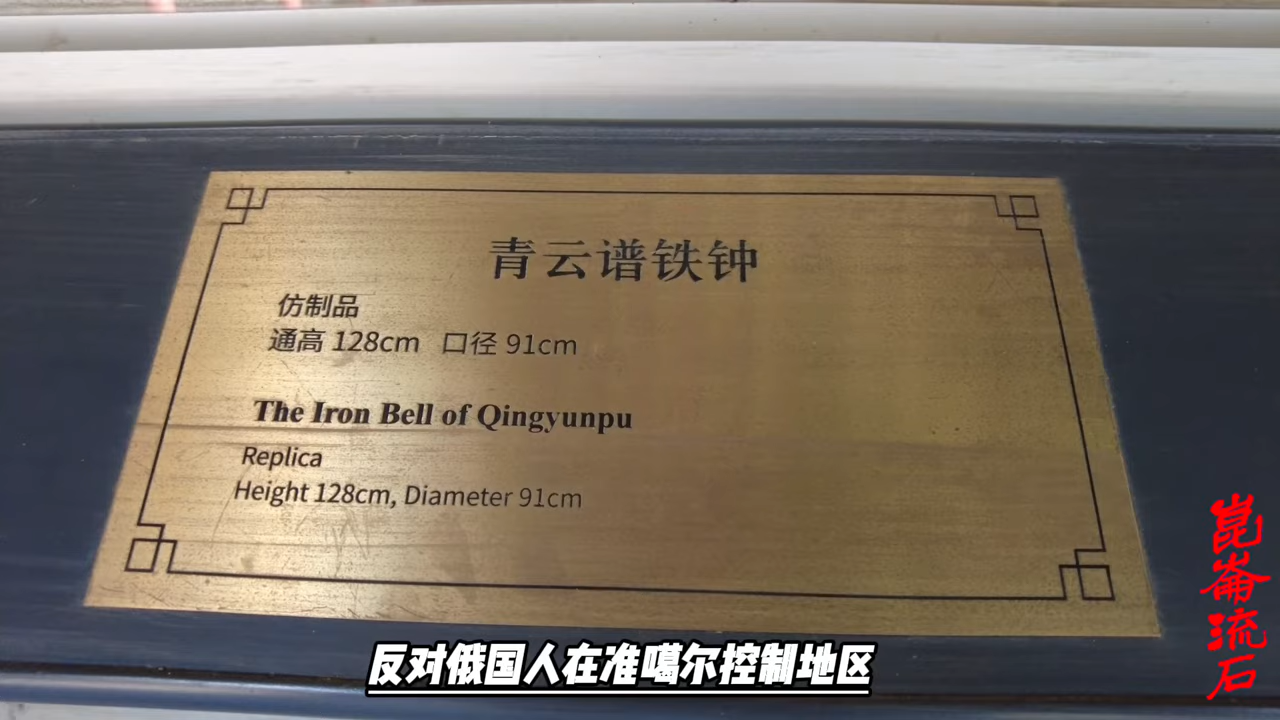 青云谱铁钟
仿制品
通高 128cm 口径 91cm
The Iron Bell of Qingyunpu
Replica
Height 128cm, Diameter 91cm
反对俄国人在准噶尔控制地区
崑崙流石